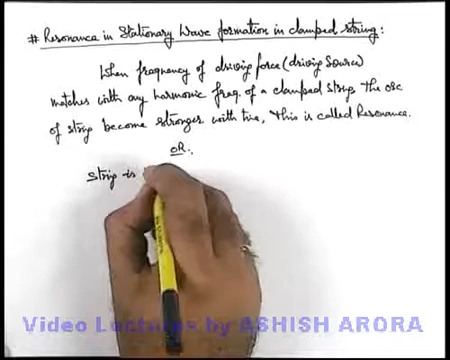 # Resonance in Stationary Wave formation in clamped string:
When frequency of driving force (driving source)
matches with any harmonic freq. of a clamped string the osc
of string become stronger with time, This is called Resonance.
OR.
String is
Video Lectures by ASHISH ARORA